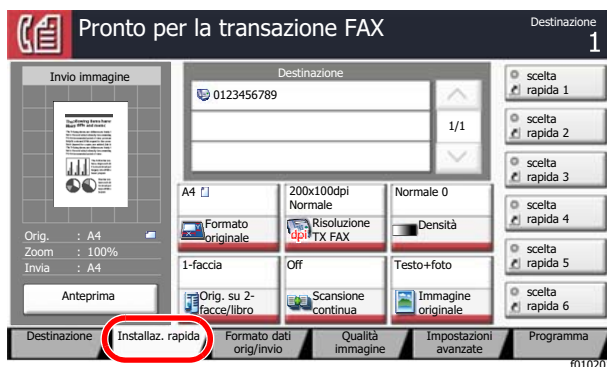 Pronto per la transazione FAX
Destinazione
1
Invio immagine
Orig. : A4
Zoom : 100%
Invia : A4
Anteprima
Destinazione
0123456789
1/1
A4
Formato
originale
200x100dpi
Normale
dpi
Risoluzione
TX FAX
Normale 0
Densità
1-faccia
Orig. su 2-
facce/libro
Off
Scansione
continua
Testo+foto
Immagine
originale
scelta
rapida 1
scelta
rapida 2
scelta
rapida 3
scelta
rapida 4
scelta
rapida 5
scelta
rapida 6
Destinazione
Installaz. rapida
Formato dati
orig/invio
Qualità
immagine
Impostazioni
avanzate
Programma
f01020